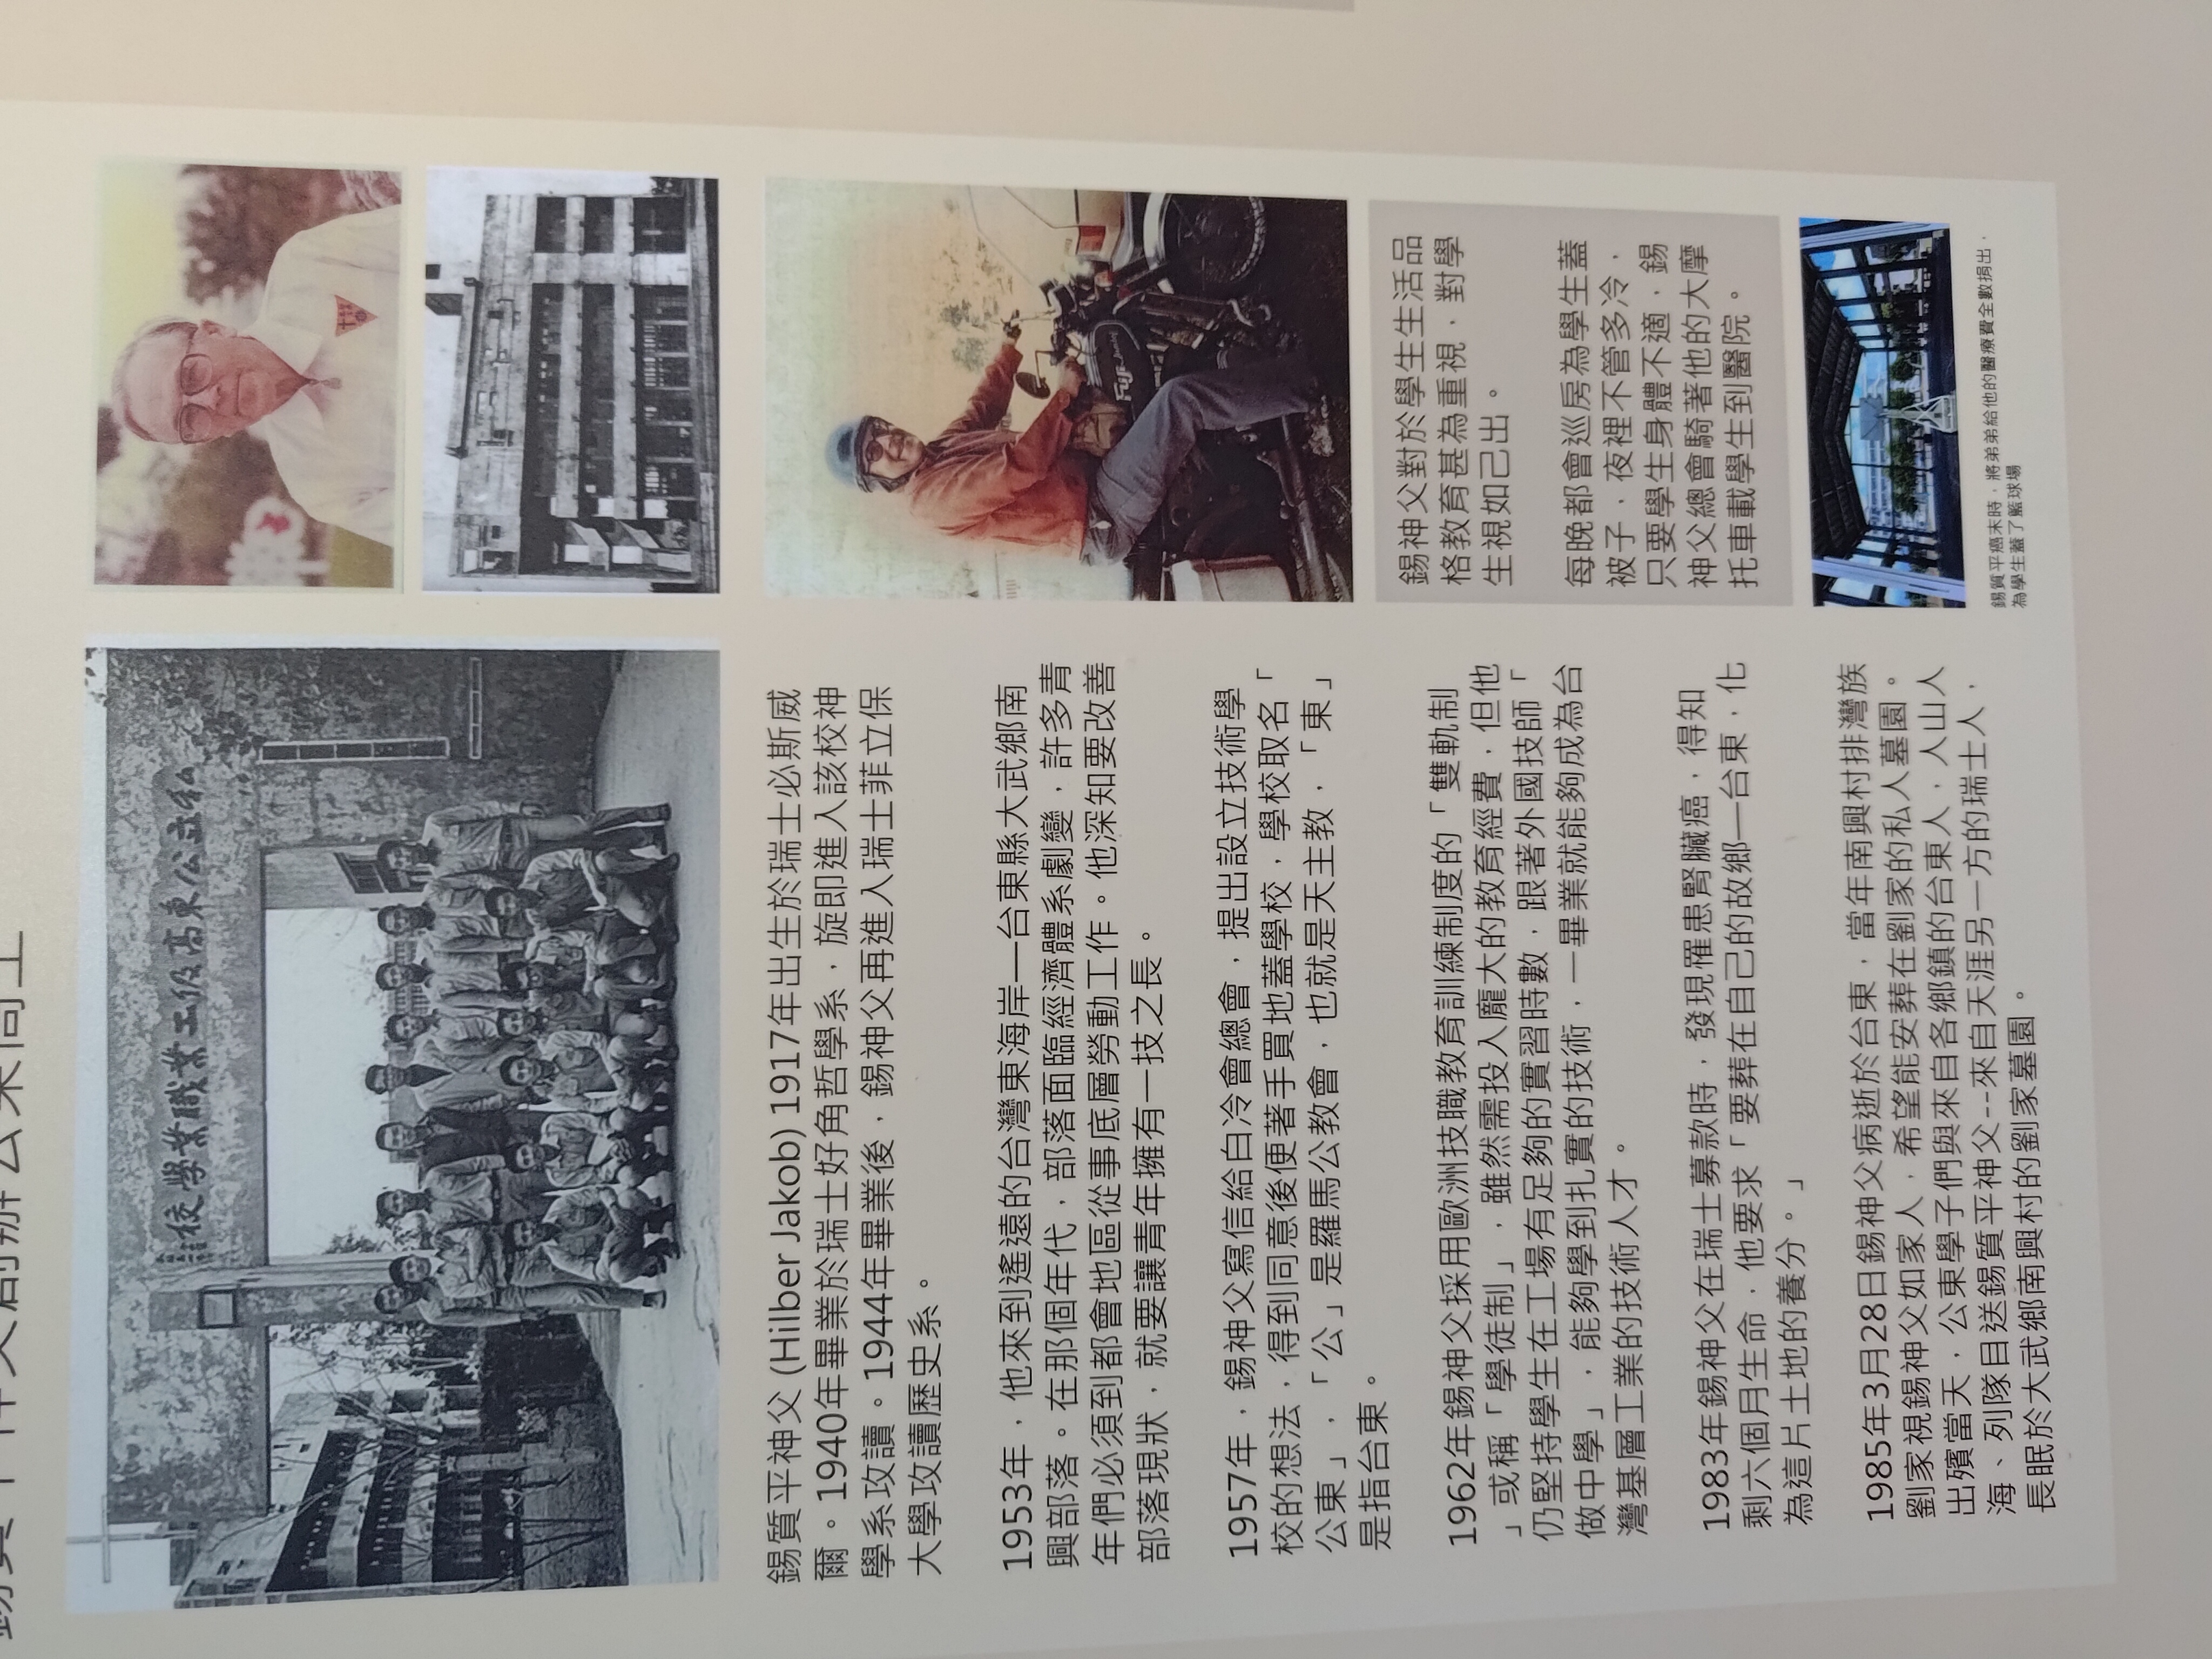 錫質平神父創辦公東高工
私立公東高級工業職業學校
錫質平神父 (Hilber Jakob) 1917年出生於瑞士必斯威
爾。1940年畢業於瑞士好角哲學系，旋即進入該校神
學系攻讀。1944年畢業後，錫神父再進入瑞士菲立保
大學攻讀歷史系。
1953年，他來到遙遠的台灣東海岸—台東縣大武鄉南
興部落。在那個年代，部落面臨經濟體系劇變，許多青
年們必須到都會地區從事底層勞動工作。他深知要改善
部落現狀，就要讓青年擁有一技之長。
1957年，錫神父寫信給白冷會總會，提出設立技術學
校的想法，得到同意後便著手買地蓋學校，學校取名「
公東」，「公」是羅馬公教會，也就是天主教，「東」
是指台東。
1962年錫神父採用歐洲技職教育訓練制度的「雙軌制
」或稱「學徒制」，雖然需投入龐大的教育經費，但他
仍堅持學生在工場有足夠的實習時數，跟著外國技師「
做中學」，能夠學到扎實的技術，一畢業就能夠成為台
灣基層工業的技術人才。
1983年錫神父在瑞士募款時，發現罹患腎臟癌，得知
剩六個月生命，他要求「要葬在自己的故鄉—台東，化
為這片土地的養分。」
1985年3月28日錫神父病逝於台東，當年南興村排灣族
劉家視錫神父如家人，希望能安葬在劉家的私人墓園。
出殯當天，公東學子們與來自各鄉鎮的台東人，人山人
海、列隊目送錫質平神父--來自天涯另一方的瑞士人，
長眠於大武鄉南興村的劉家墓園。
FUJI
錫神父對於學生生活品
格教育甚為重視，對學
生視如己出。
每晚都會巡房為學生蓋
被子，夜裡不管多冷，
只要學生身體不適，錫
神父總會騎著他的大摩
托車載學生到醫院。
錫質平癌末時，將弟弟給他的醫療費全數捐出，
為學生蓋了籃球場